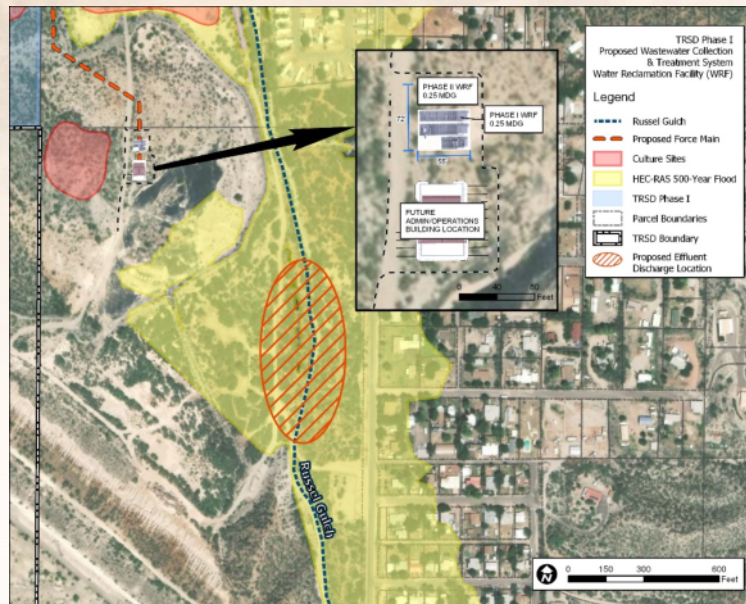 TRSD Phase I
Proposed Wastewater Collection
& Treatment System
Water Reclamation Facility (WRF)
Legend
Russel Gulch
Proposed Force Main
Culture Sites
HEC-RAS 500-Year Flood
TRSD Phase I
Parcel Boundaries
TRSD Boundary
Proposed Effluent
Discharge Location
PHASE II WRF
0.25 MDG
PHASE I WRF
0.25 MDG
72
55
FUTURE
ADMIN/OPERATIONS
BUILDING LOCATION
0 40 80
Feet
Russel Gulch
N
0 150 300 600
Feet